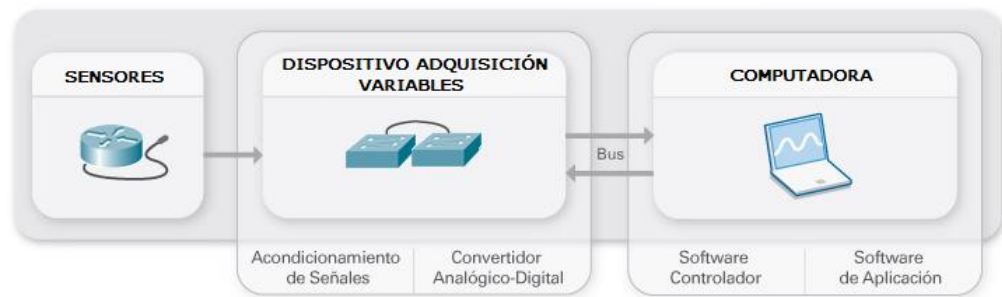 SENSORES
DISPOSITIVO ADQUISICIÓN
VARIABLES
COMPUTADORA
Bus
Acondicionamiento
de Señales
Convertidor
Analógico-Digital
Software
Controlador
Software
de Aplicación